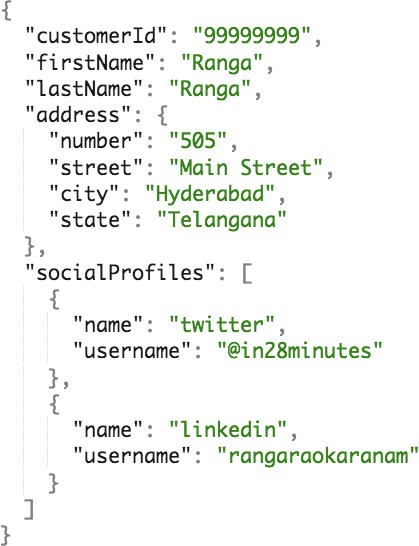 {
  "customerId": "99999999",
  "firstName": "Ranga",
  "lastName": "Ranga",
  "address": {
    "number": "505",
    "street": "Main Street",
    "city": "Hyderabad",
    "state": "Telangana"
  },
  "socialProfiles": [
    {
      "name": "twitter",
      "username": "@in28minutes"
    },
    {
      "name": "linkedin",
      "username": "rangaraokaranam"
    }
  ]
}